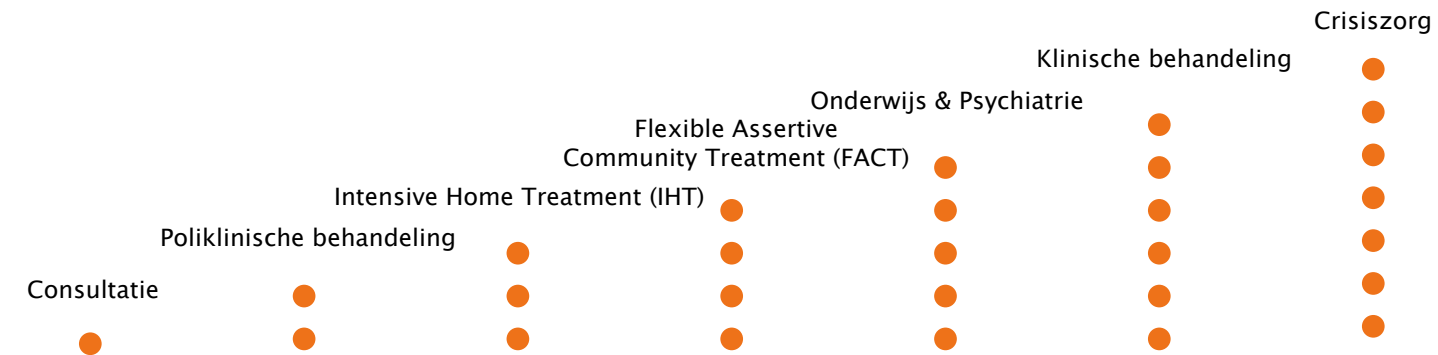 Crisiszorg
Klinische behandeling
Onderwijs & Psychiatrie
Flexible Assertive
Community Treatment (FACT)
Intensive Home Treatment (IHT)
Poliklinische behandeling
Consultatie